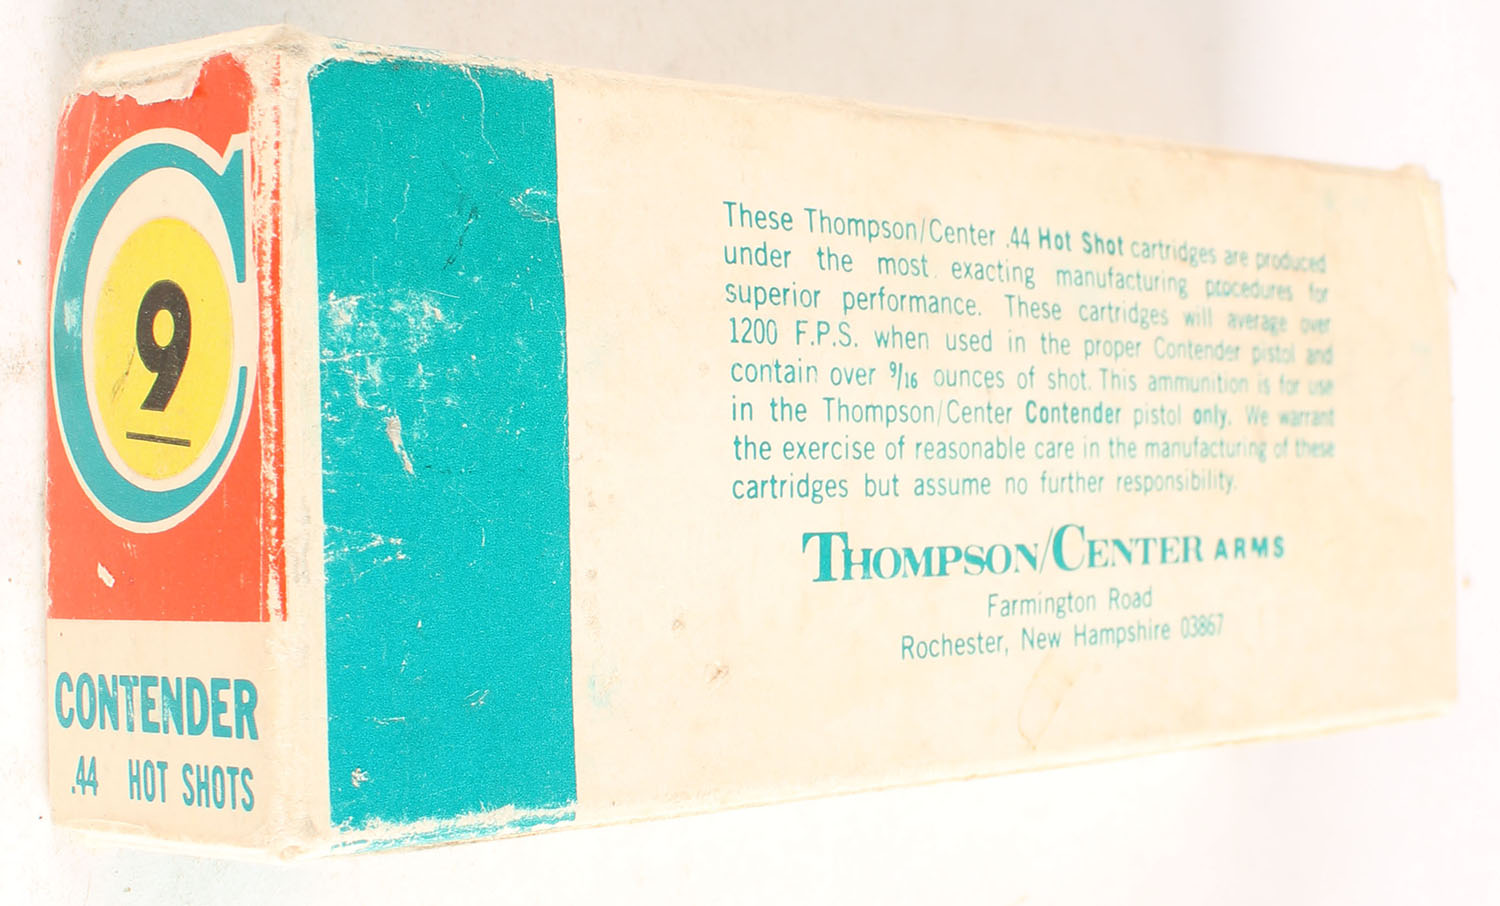 9
CONTENDER
.44 HOT SHOTS
These Thompson/Center .44 Hot Shot cartridges are produced
under the most exacting manufacturing procedures for
superior performance. These cartridges will average over
1200 F.P.S. when used in the proper Contender pistol and
contain over 9/16 ounces of shot. This ammunition is for use
in the Thompson/Center Contender pistol only. We warrant
the exercise of reasonable care in the manufacturing of these
cartridges but assume no further responsibility.
THOMPSON/CENTER ARMS
Farmington Road
Rochester, New Hampshire 03867